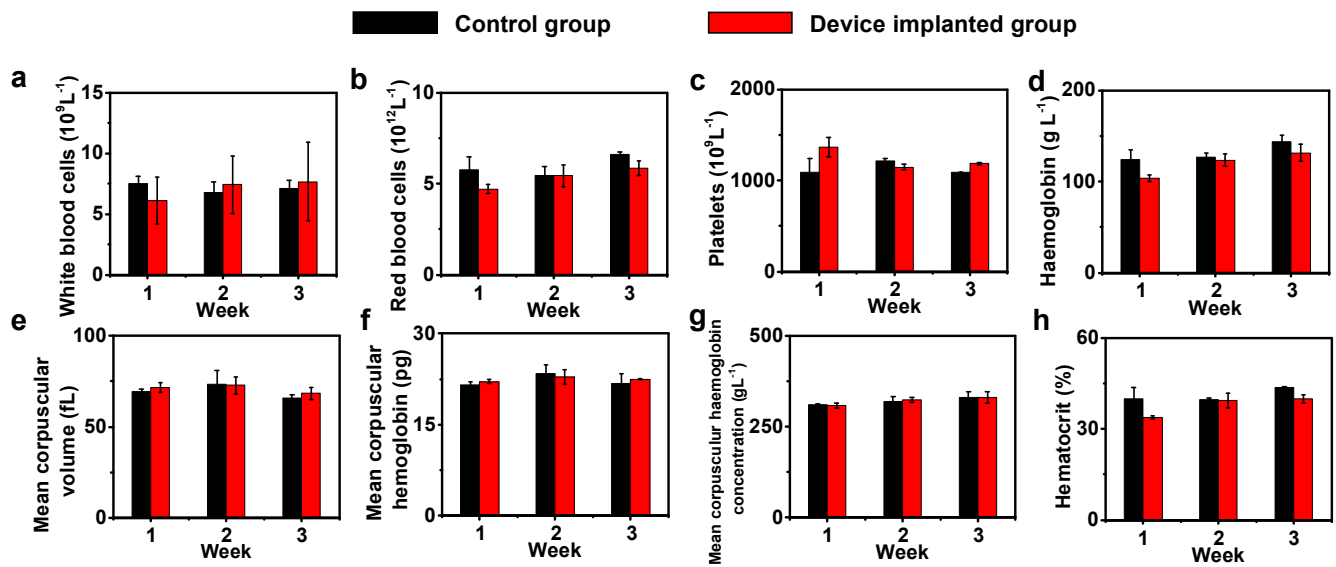 Control group
Device implanted group
a
White blood cells (10⁹L⁻¹)
15
10
5
0
1
2
3
Week
b
Red blood cells (10¹²L⁻¹)
10
5
0
1
2
3
Week
c
Platelets (10⁹L⁻¹)
2000
1000
0
1
2
3
Week
d
Haemoglobin (g L⁻¹)
200
100
0
1
2
3
Week
e
Mean corpuscular
volume (fL)
100
50
0
1
2
3
Week
f
Mean corpuscular
hemoglobin (pg)
30
15
0
1
2
3
Week
g
Mean corpuscular haemoglobin
concentration (gL⁻¹)
500
250
0
1
2
3
Week
h
Hematocrit (%)
60
30
0
1
2
3
Week